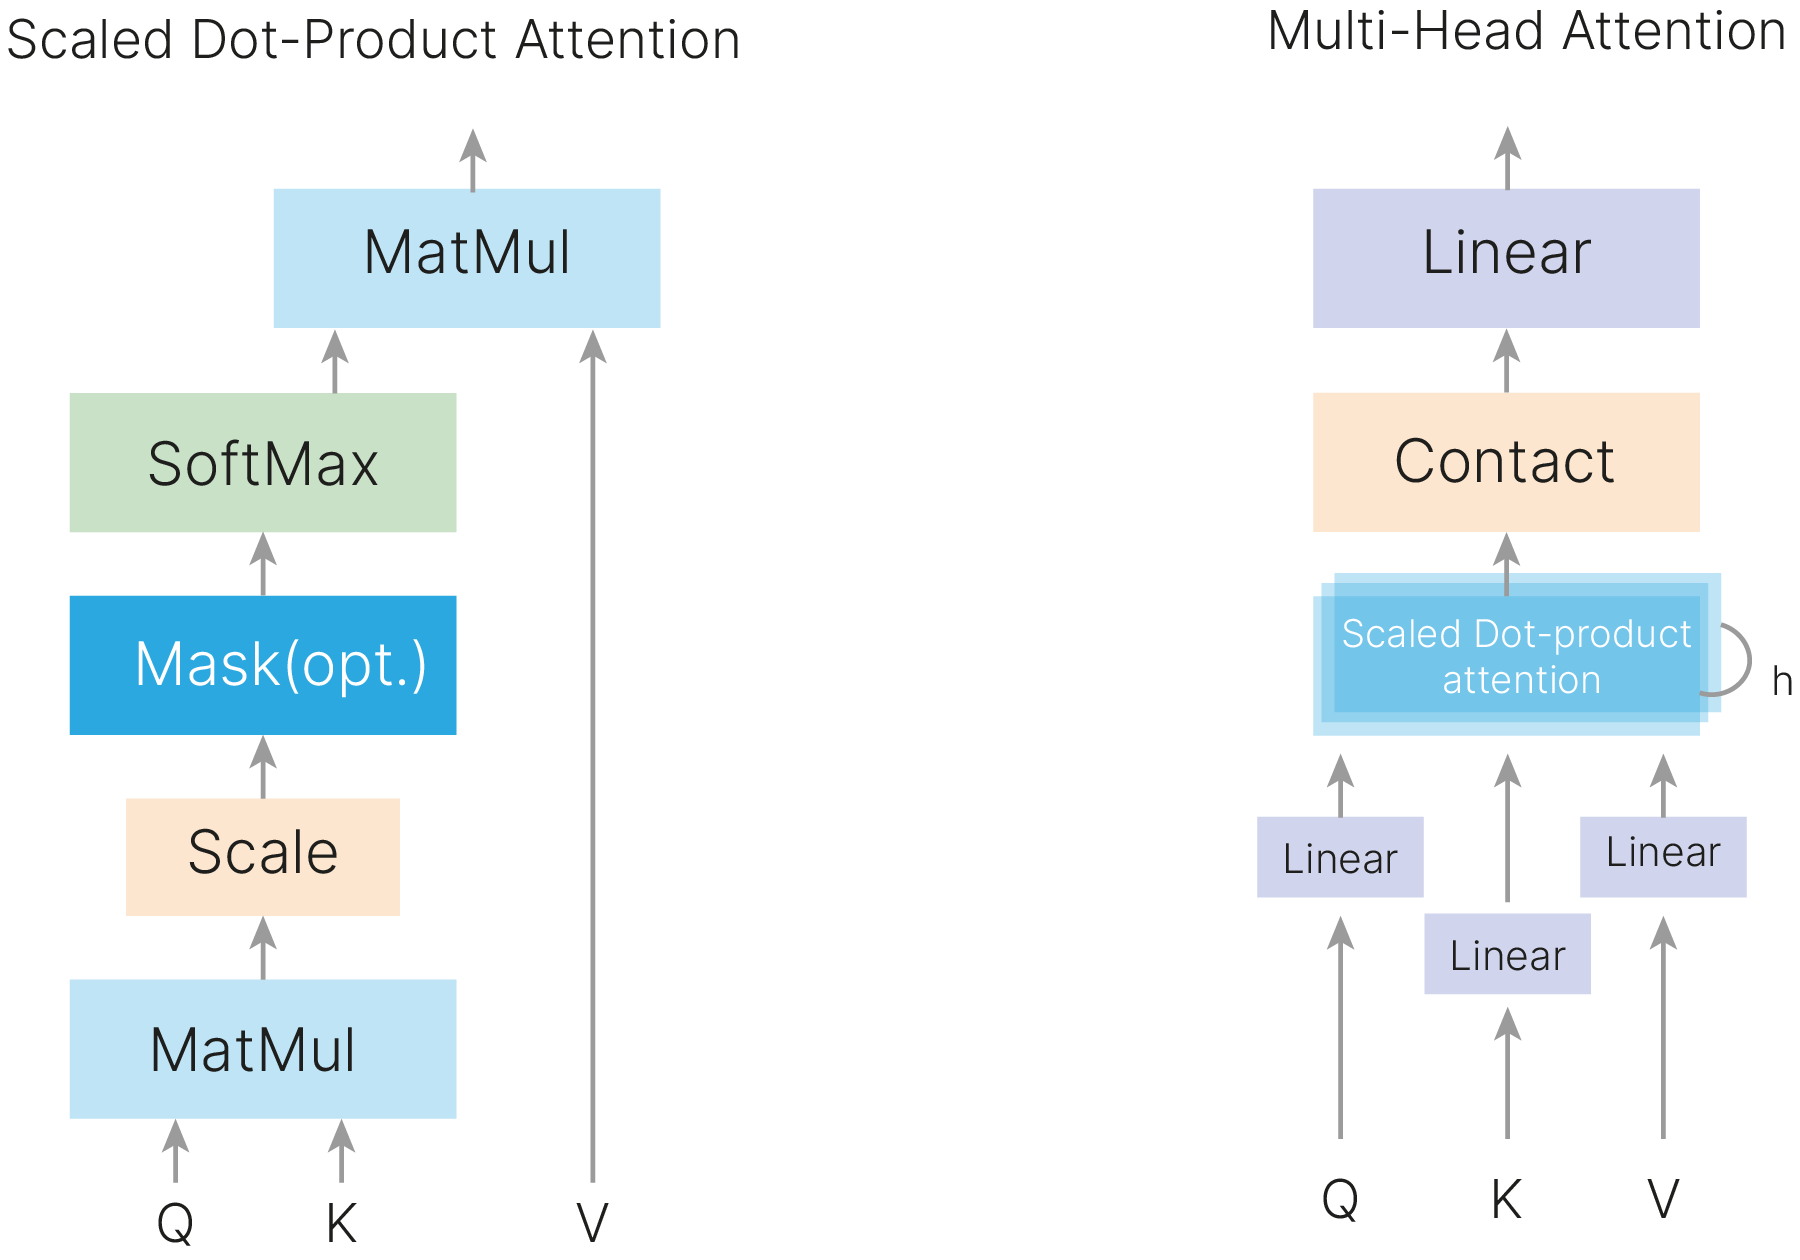 Scaled Dot-Product Attention
MatMul
SoftMax
Mask(opt.)
Scale
MatMul
Q
K
V
Multi-Head Attention
Linear
Contact
Scaled Dot-product
attention
h
Linear
Linear
Linear
Q
K
V